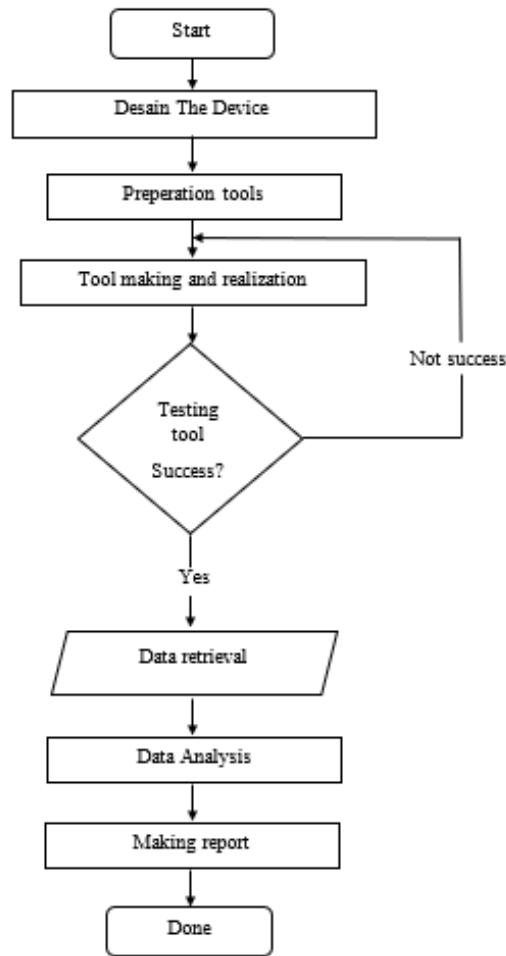 Start
Desain The Device
Preperation tools
Tool making and realization
Not success
Testing
tool
Success?
Yes
Data retrieval
Data Analysis
Making report
Done